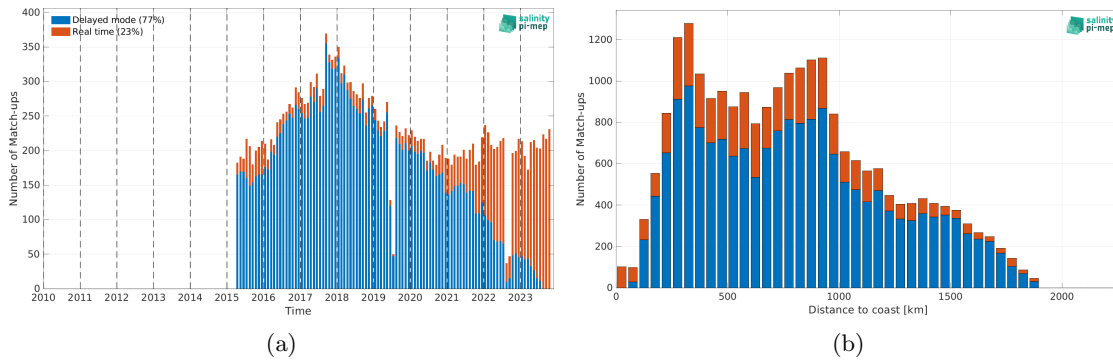 400
350
300
250
200
150
100
50
0
Number of Match-ups
Delayed mode (77%)
Real time (23%)
salinity
pi-mep
2010 2011 2012 2013 2014 2015 2016 2017 2018 2019 2020 2021 2022 2023
Time
(a)
1200
1000
800
600
400
200
0
Number of Match-ups
salinity
pi-mep
0 500 1000 1500 2000
Distance to coast [km]
(b)